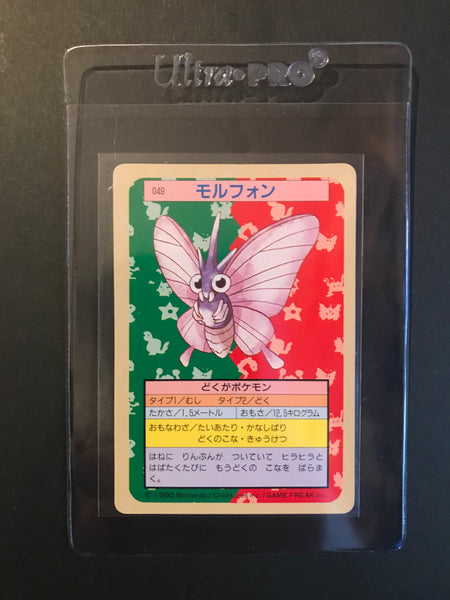 Ultra•PRO®
049 モルフォン
どくがポケモン
タイプ1/むし タイプ2/どく
たかさ/1.5メートル おもさ/12.5キログラム
おもなわざ/たいあたり・かなしばり
どくのこな・きゅうけつ
はねに りんぷんが ついていて ヒラヒラと
はばたくたびに もうどくの こなを ばらま
く。
© 1995 Nintendo/Creatures inc./GAME FREAK inc.